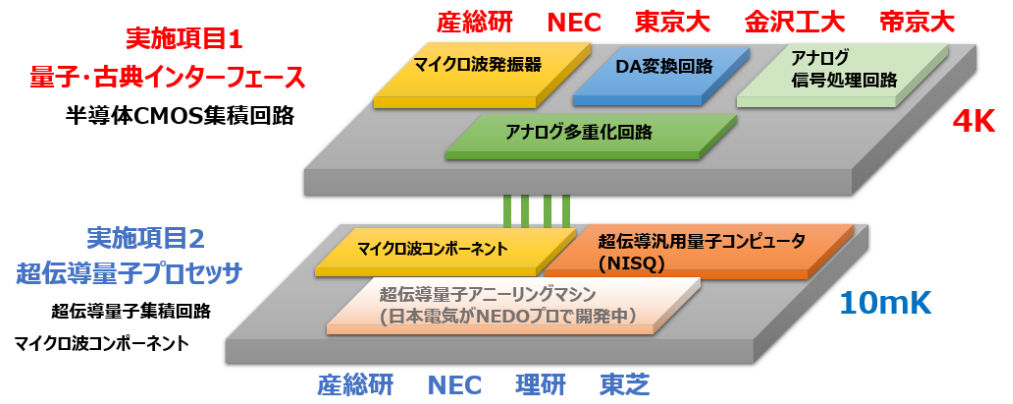 産総研 NEC 東京大 金沢工大 帝京大
実施項目1
量子・古典インターフェース
半導体CMOS集積回路
マイクロ波発振器
DA変換回路
アナログ
信号処理回路
アナログ多重化回路
4K
実施項目2
超伝導量子プロセッサ
超伝導量子集積回路
マイクロ波コンポーネント
マイクロ波コンポーネント
超伝導汎用量子コンピュータ
(NISQ)
超伝導量子アニーリングマシン
(日本電気がNEDOプロで開発中)
10mK
産総研 NEC 理研 東芝